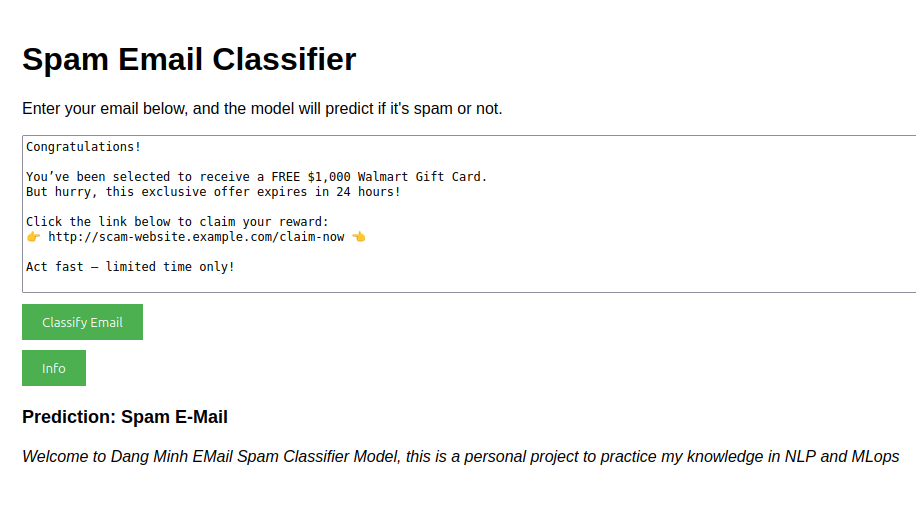 Spam Email Classifier
Enter your email below, and the model will predict if it's spam or not.
Congratulations!
You’ve been selected to receive a FREE $1,000 Walmart Gift Card.
But hurry, this exclusive offer expires in 24 hours!
Click the link below to claim your reward:
👉 http://scam-website.example.com/claim-now 👈
Act fast – limited time only!
Classify Email
Info
Prediction: Spam E-Mail
Welcome to Dang Minh EMail Spam Classifier Model, this is a personal project to practice my knowledge in NLP and MLops